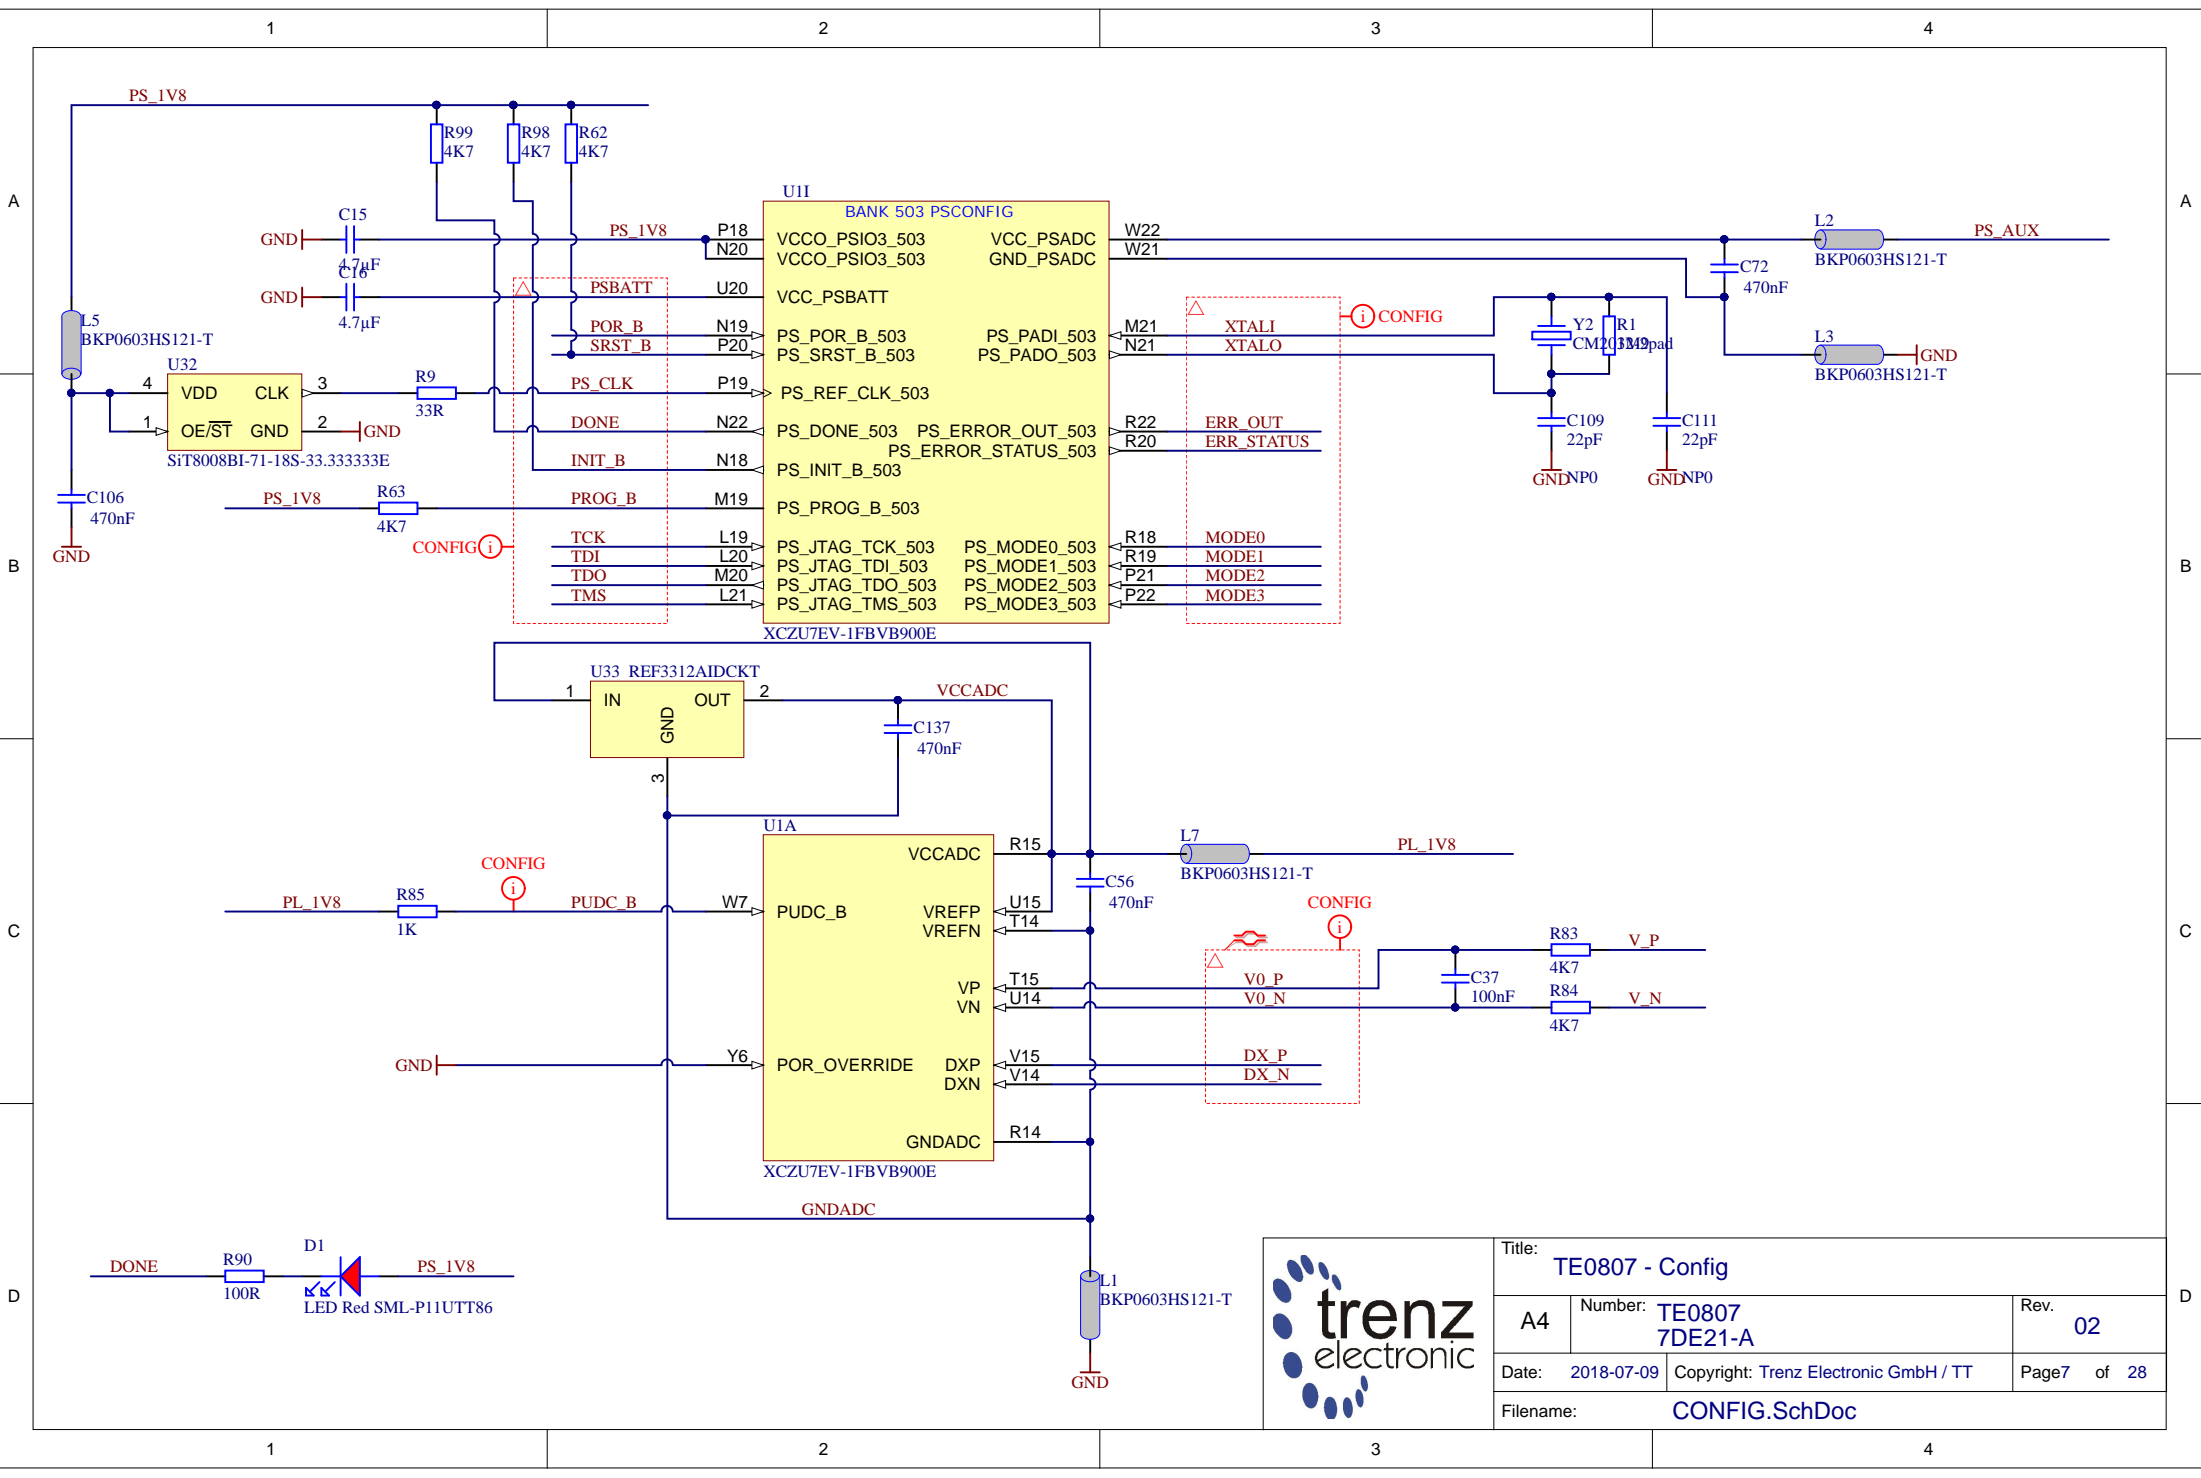 1 2 3 4
A A
B B
C C
D D
1 2 3 4
PS_1V8
R99
4K7
R98
4K7
R62
4K7
C15
4.7µF
GND
PS_1V8
C16
4.7µF
GND
PSBATT
POR_B
SRST_B
L5
BKP0603HS121-T
U32
4 VDD CLK 3
1 OE/ST GND 2
GND
SiT8008BI-71-18S-33.333333E
R9
33R
PS_CLK
DONE
INIT_B
C106
470nF
GND
PS_1V8
R63
4K7
PROG_B
CONFIG
i
TCK
TDI
TDO
TMS
U1I
BANK 503 PSCONFIG
P18 VCCO_PSIO3_503 VCC_PSADC W22
N20 VCCO_PSIO3_503 GND_PSADC W21
U20 VCC_PSBATT
N19 PS_POR_B_503 PS_PADI_503 M21
P20 PS_SRST_B_503 PS_PADO_503 N21
P19 PS_REF_CLK_503
N22 PS_DONE_503 PS_ERROR_OUT_503 R22
PS_ERROR_STATUS_503 R20
N18 PS_INIT_B_503
M19 PS_PROG_B_503
L19 PS_JTAG_TCK_503 PS_MODE0_503 R18
L20 PS_JTAG_TDI_503 PS_MODE1_503 R19
M20 PS_JTAG_TDO_503 PS_MODE2_503 P21
L21 PS_JTAG_TMS_503 PS_MODE3_503 P22
XCZU7EV-1FBVB900E
XTALI
XTALO
i CONFIG
ERR_OUT
ERR_STATUS
MODE0
MODE1
MODE2
MODE3
Y2
R1
C109
22pF
GND NP0
C111
22pF
GND NP0
L2
BKP0603HS121-T
PS_AUX
C72
470nF
L3
BKP0603HS121-T
GND
U33 REF3312AIDCKT
1 IN OUT 2
GND
3
VCCADC
C137
470nF
U1A
VCCADC R15
W7 PUDC_B VREFP U15
VREFN T14
VP T15
VN U14
Y6 POR_OVERRIDE DXP V15
DXN V14
GNDADC R14
XCZU7EV-1FBVB900E
PL_1V8
R85
1K
CONFIG
i
PUDC_B
GND
GNDADC
L7
BKP0603HS121-T
PL_1V8
C56
470nF
CONFIG
i
V0_P
V0_N
DX_P
DX_N
C37
100nF
R83
4K7
V_P
R84
4K7
V_N
L1
BKP0603HS121-T
GND
DONE
R90
100R
D1
LED Red SML-P11UTT86
PS_1V8
trenz
electronic
Title:
TE0807 - Config
A4
Number: TE0807
7DE21-A
Rev.
02
Date: 2018-07-09 Copyright: Trenz Electronic GmbH / TT Page7 of 28
Filename: CONFIG.SchDoc